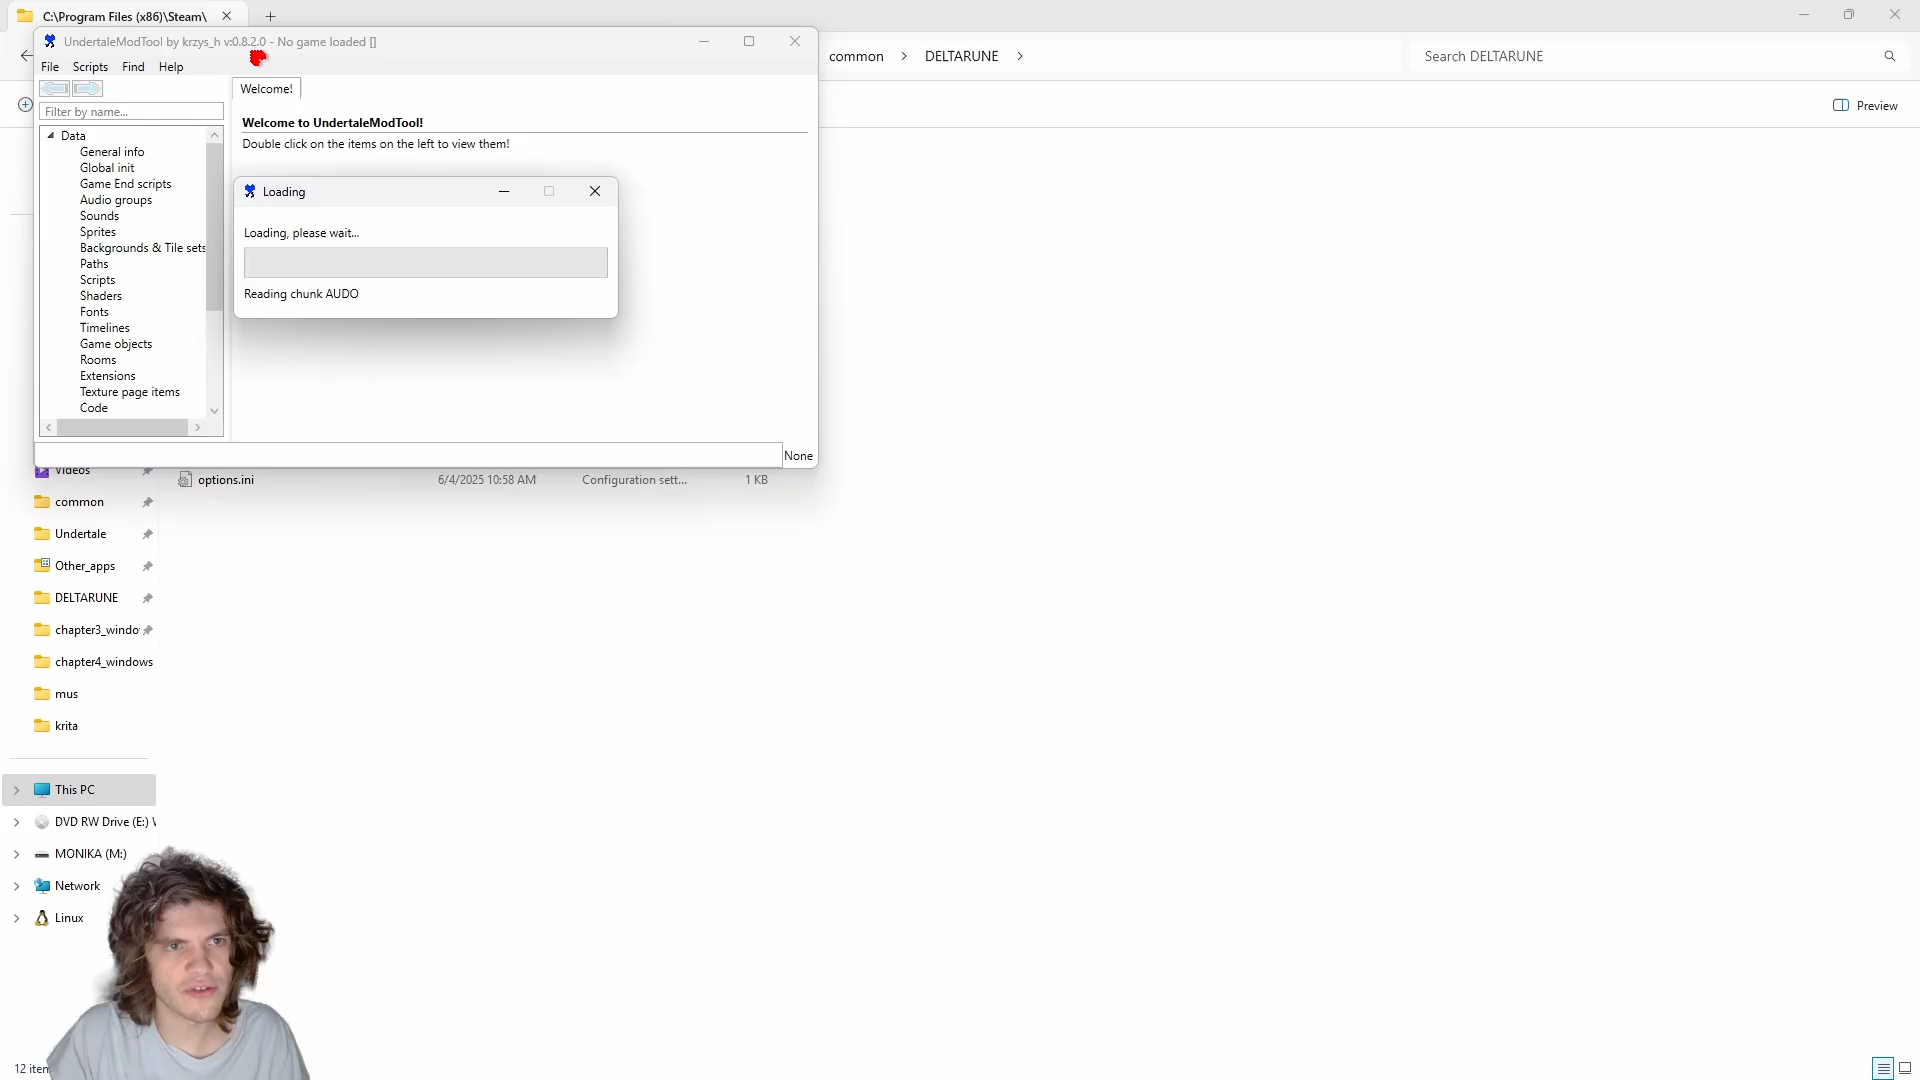 C:\Program Files (x86)\Steam\
UndertaleModTool by krzys_h v:0.8.2.0 - No game loaded []
common
DELTARUNE
Search DELTARUNE
File
Scripts
Find
Help
Preview
Filter by name...
Welcome!
Welcome to UndertaleModTool!
Double click on the items on the left to view them!
Data
General info
Global init
Game End scripts
Audio groups
Sounds
Sprites
Backgrounds & Tile sets
Paths
Scripts
Shaders
Fonts
Timelines
Game objects
Rooms
Extensions
Texture page items
Code
Loading
Loading, please wait...
Reading chunk AUDO
None
Videos
options.ini
6/4/2025 10:58 AM
Configuration sett...
1 KB
common
Undertale
Other_apps
DELTARUNE
chapter3_windo
chapter4_windows
mus
krita
This PC
DVD RW Drive (E:)
MONIKA (M:)
Network
Linux
12